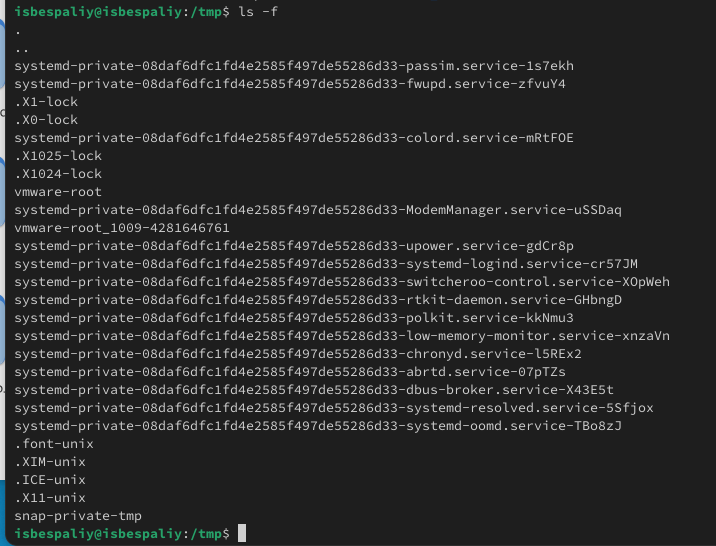 isbespaliy@isbespaliy:/tmp$ ls -f
.
..
systemd-private-08daf6dfc1fd4e2585f497de55286d33-passim.service-1s7ekh
systemd-private-08daf6dfc1fd4e2585f497de55286d33-fwupd.service-zfvuY4
.X1-lock
.X0-lock
systemd-private-08daf6dfc1fd4e2585f497de55286d33-colord.service-mRtFOE
.X1025-lock
.X1024-lock
vmware-root
systemd-private-08daf6dfc1fd4e2585f497de55286d33-ModemManager.service-uSSDaq
vmware-root_1009-4281646761
systemd-private-08daf6dfc1fd4e2585f497de55286d33-upower.service-gdCr8p
systemd-private-08daf6dfc1fd4e2585f497de55286d33-systemd-logind.service-cr57JM
systemd-private-08daf6dfc1fd4e2585f497de55286d33-switcheroo-control.service-XOpWeh
systemd-private-08daf6dfc1fd4e2585f497de55286d33-rtkit-daemon.service-GHbngD
systemd-private-08daf6dfc1fd4e2585f497de55286d33-polkit.service-kkNmu3
systemd-private-08daf6dfc1fd4e2585f497de55286d33-low-memory-monitor.service-xnzaVn
systemd-private-08daf6dfc1fd4e2585f497de55286d33-chronyd.service-l5REx2
systemd-private-08daf6dfc1fd4e2585f497de55286d33-abrtd.service-07pTZs
systemd-private-08daf6dfc1fd4e2585f497de55286d33-dbus-broker.service-X43E5t
systemd-private-08daf6dfc1fd4e2585f497de55286d33-systemd-resolved.service-5Sfjox
systemd-private-08daf6dfc1fd4e2585f497de55286d33-systemd-oomd.service-TBo8zJ
.font-unix
.XIM-unix
.ICE-unix
.X11-unix
snap-private-tmp
isbespaliy@isbespaliy:/tmp$